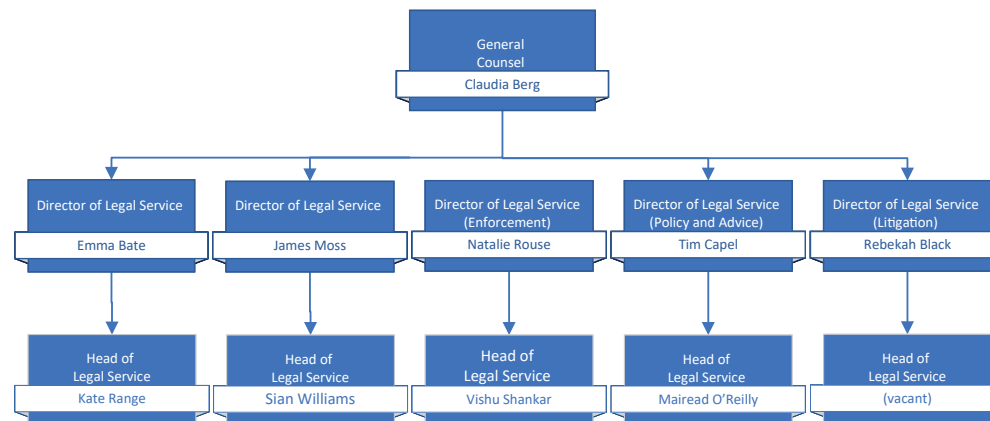 General
Counsel
Claudia Berg
Director of Legal Service
Emma Bate
Director of Legal Service
James Moss
Director of Legal Service
(Enforcement)
Natalie Rouse
Director of Legal Service
(Policy and Advice)
Tim Capel
Director of Legal Service
(Litigation)
Rebekah Black
Head of
Legal Service
Kate Range
Head of
Legal Service
Sian Williams
Head of
Legal Service
Vishu Shankar
Head of
Legal Service
Mairead O’Reilly
Head of
Legal Service
(vacant)